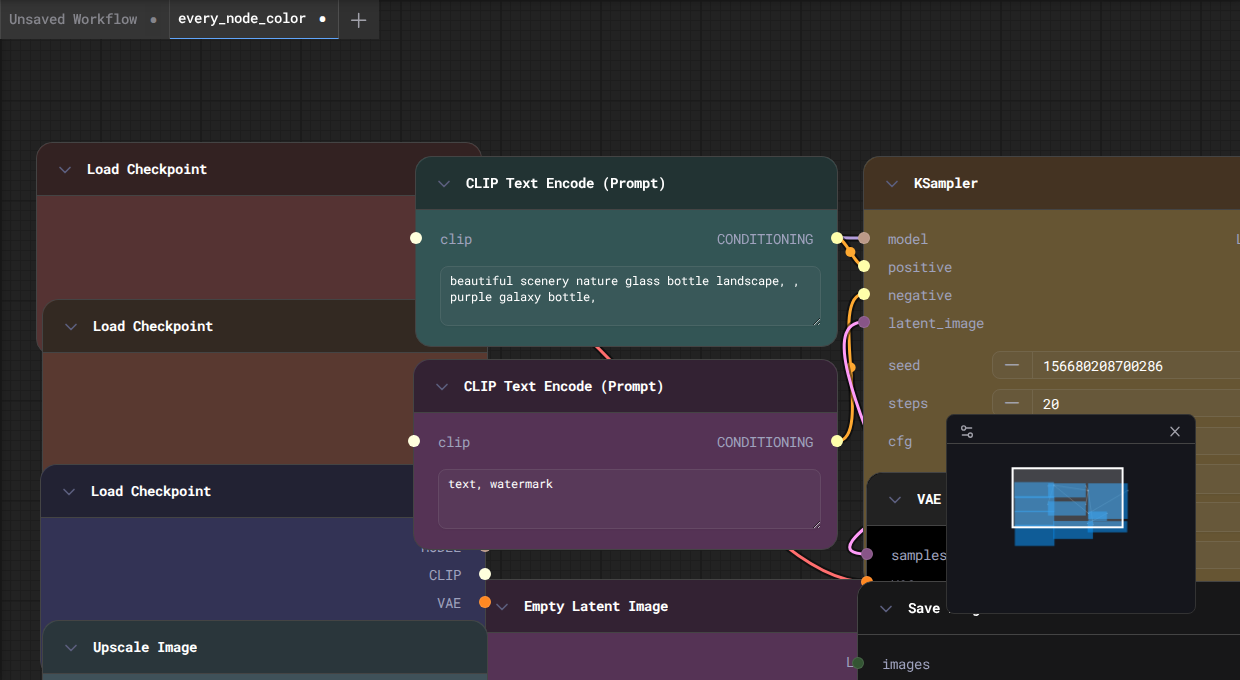 Unsaved Workflow
every_node_color
Load Checkpoint
CLIP Text Encode (Prompt)
clip
CONDITIONING
beautiful scenery nature glass bottle landscape, ,
purple galaxy bottle,
KSampler
model
positive
negative
latent_image
seed
156680208700286
steps
20
cfg
Load Checkpoint
CLIP Text Encode (Prompt)
clip
CONDITIONING
text, watermark
Load Checkpoint
MODEL
CLIP
VAE
VAE
samples
Empty Latent Image
Save
Upscale Image
images